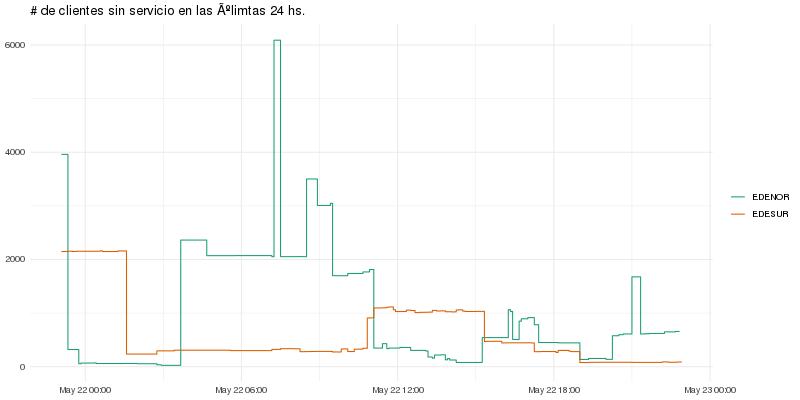 # de clientes sin servicio en las Ãºlimtas 24 hs.
6000
4000
2000
0
May 22 00:00
May 22 06:00
May 22 12:00
May 22 18:00
May 23 00:00
EDENOR
EDESUR